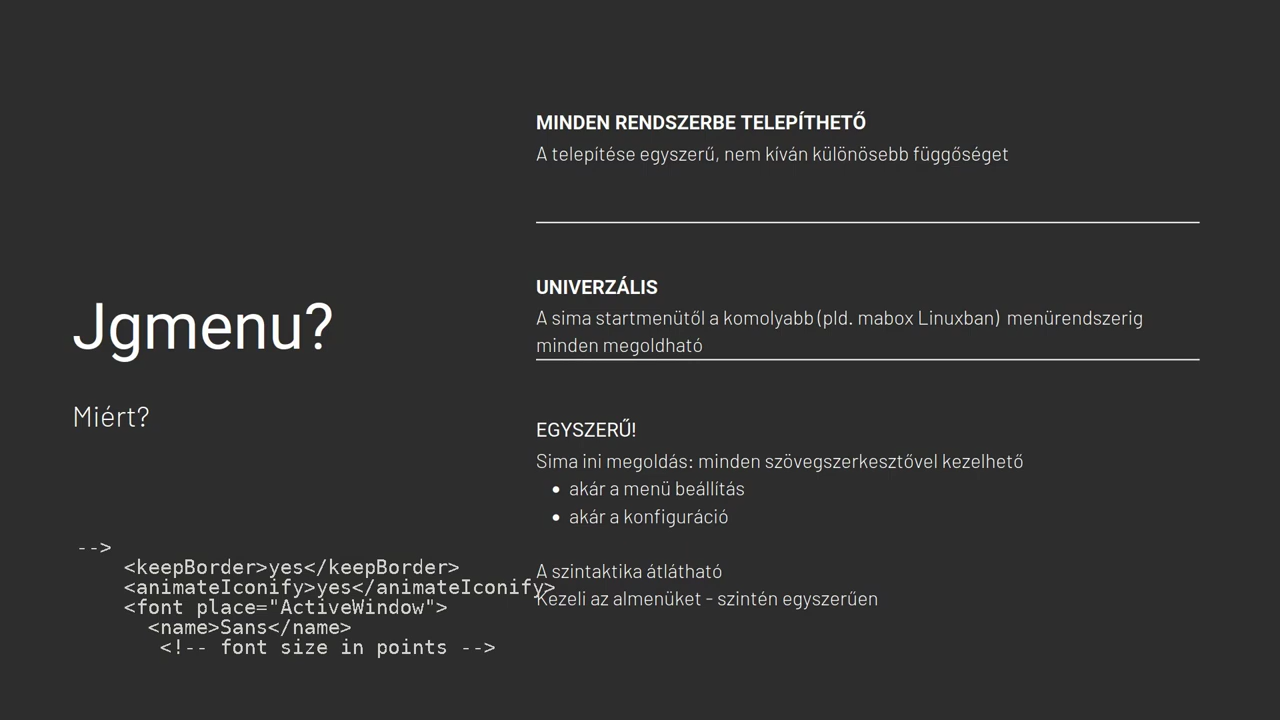 Jgmenu?
Miért?
-->
<keepBorder>yes</keepBorder>
<animateIconify>yes</animateIconify>
<font place="ActiveWindow">
<name>Sans</name>
<!-- font size in points -->
MINDEN RENDSZERBE TELEPÍTHETŐ
A telepítése egyszerű, nem kíván különösebb függőséget
UNIVERZÁLIS
A sima startmenütől a komolyabb (pld. mabox Linuxban) menürendszerig
minden megoldható
EGYSZERŰ!
Sima ini megoldás: minden szövegszerkesztővel kezelhető
• akár a menü beállítás
• akár a konfiguráció
A szintaktika átlátható
Kezeli az almenüket - szintén egyszerűen